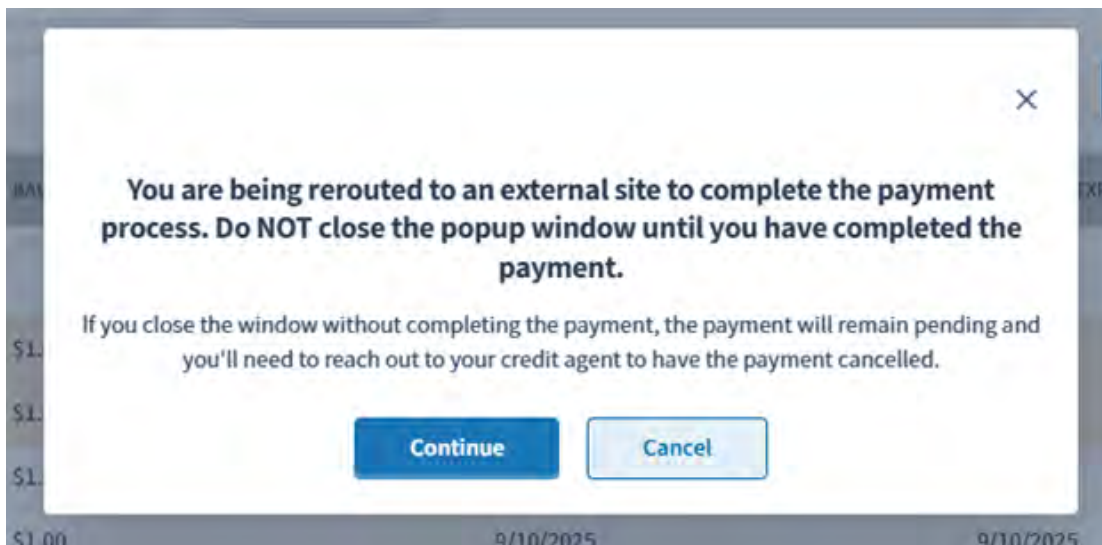 You are being rerouted to an external site to complete the payment
process. Do NOT close the popup window until you have completed the
payment.
If you close the window without completing the payment, the payment will remain pending and
you'll need to reach out to your credit agent to have the payment cancelled.
Continue Cancel
$1.00 9/10/2025 9/10/2025